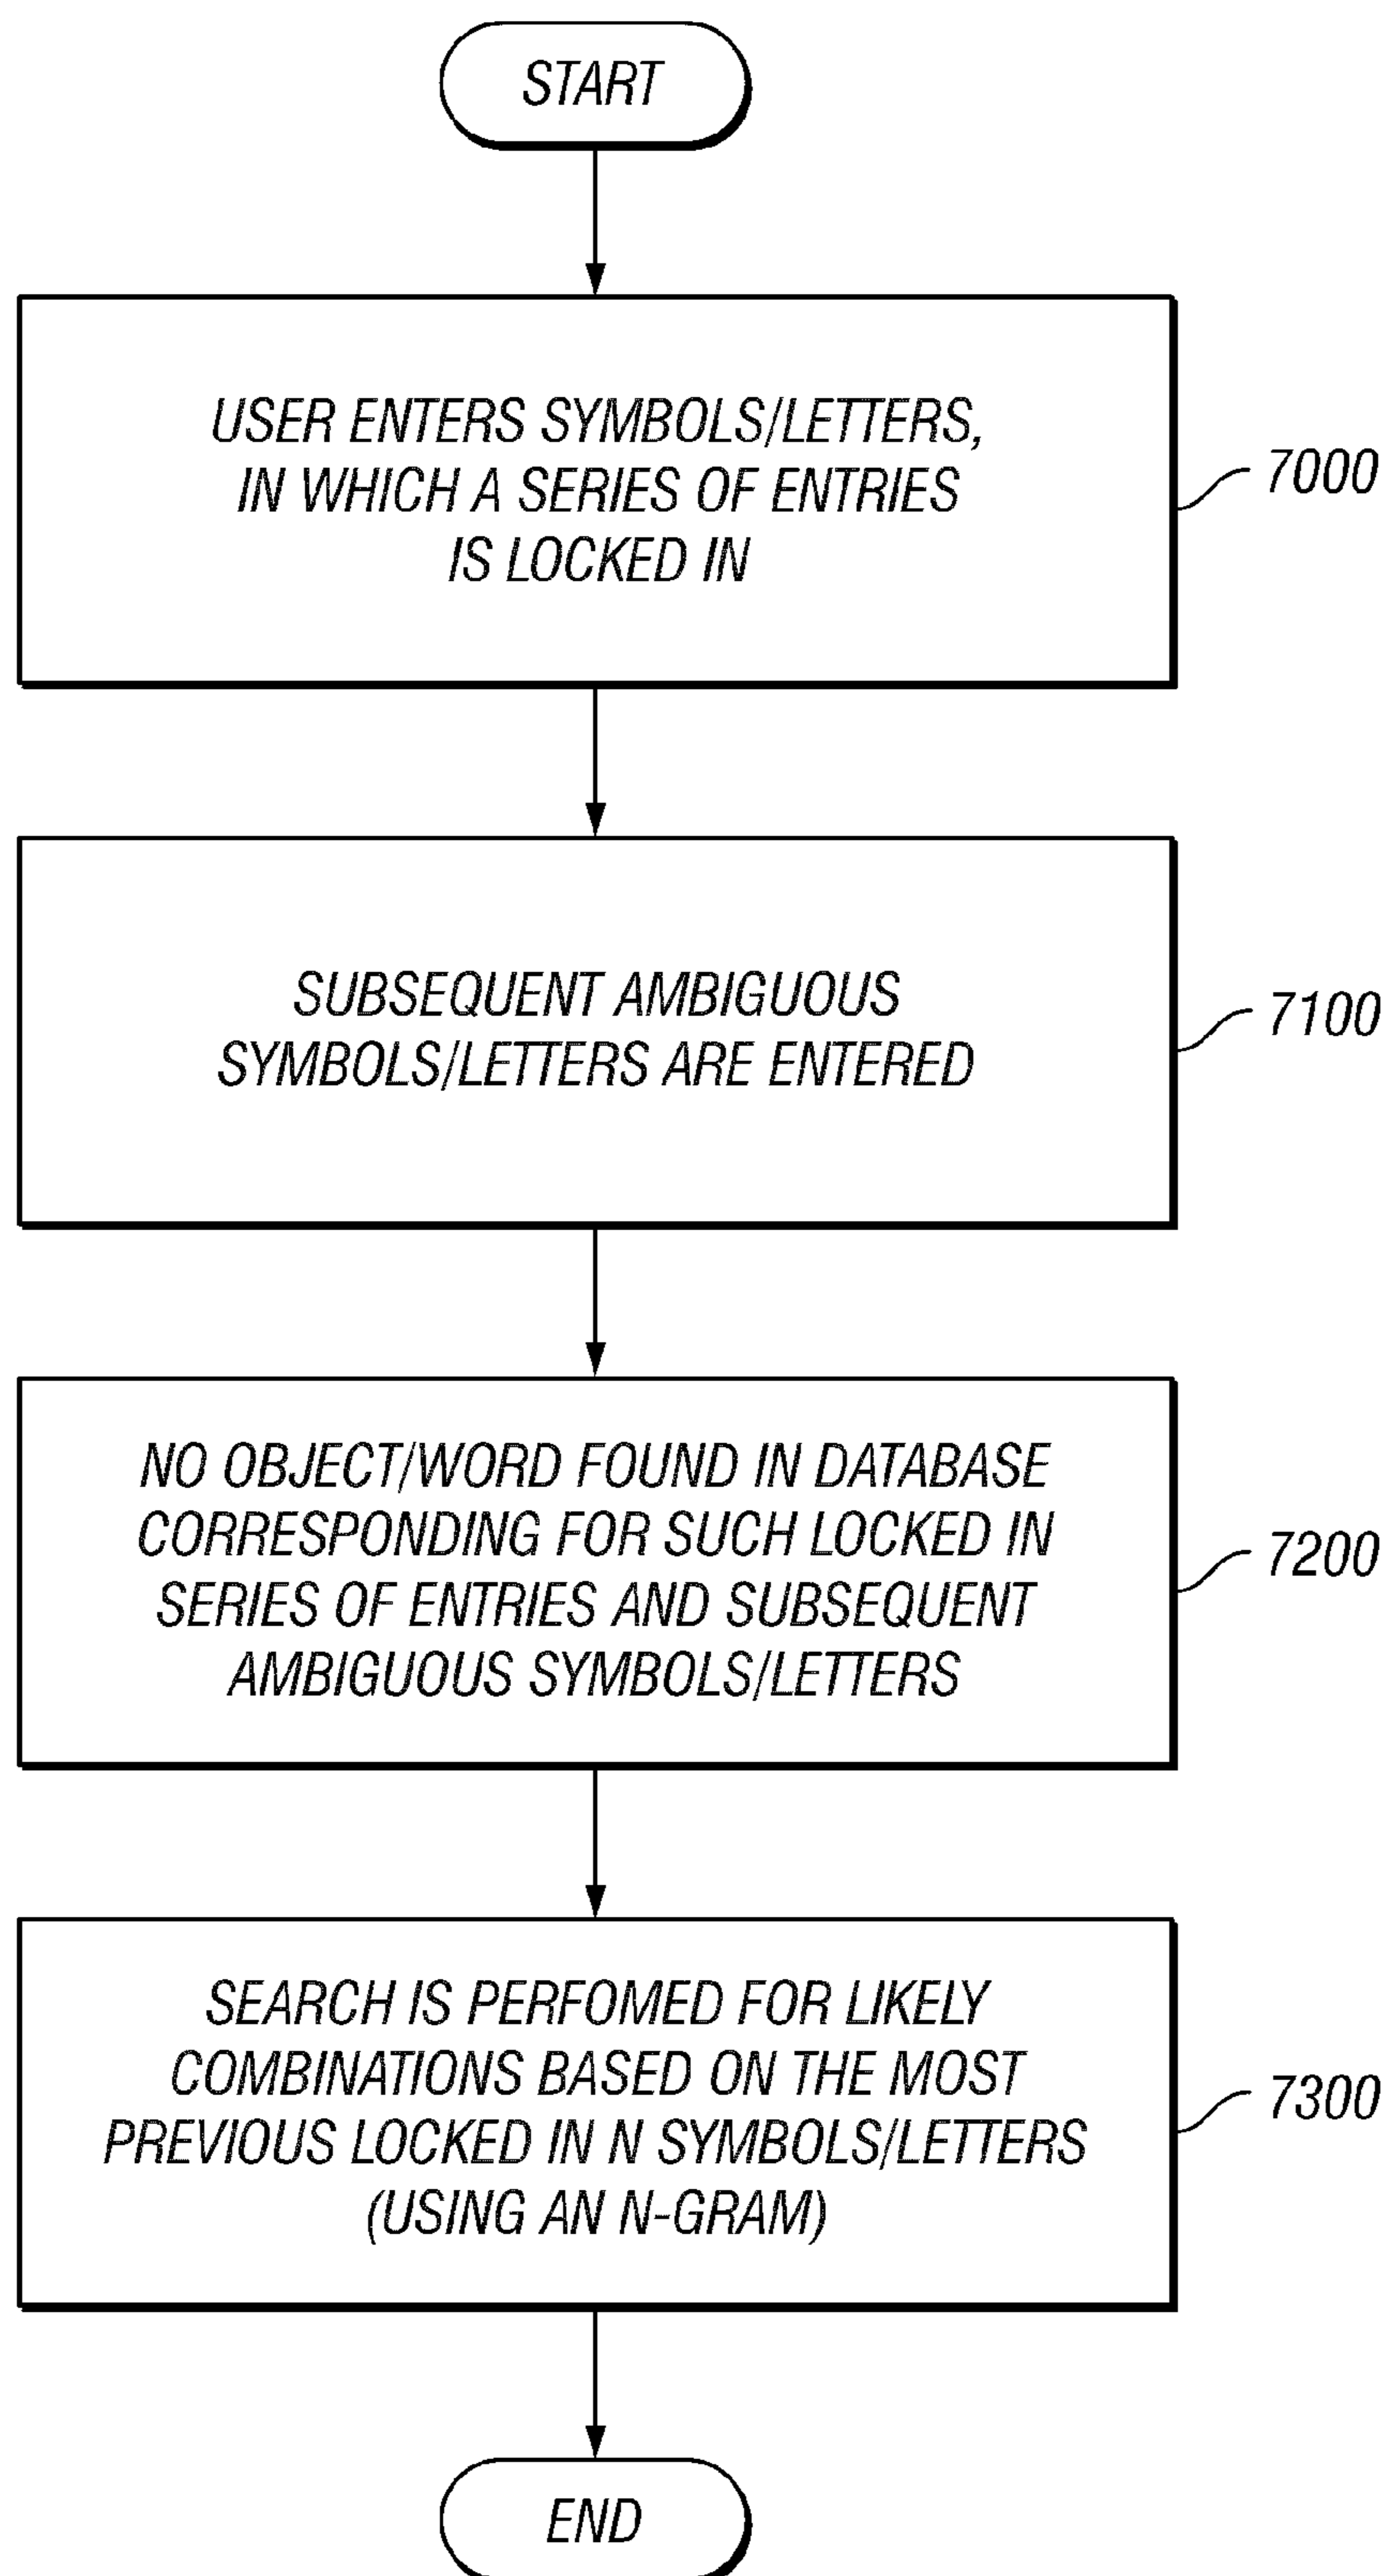 START
USER ENTERS SYMBOLS/LETTERS,
IN WHICH A SERIES OF ENTRIES
IS LOCKED IN
7000
SUBSEQUENT AMBIGUOUS
SYMBOLS/LETTERS ARE ENTERED
7100
NO OBJECT/WORD FOUND IN DATABASE
CORRESPONDING FOR SUCH LOCKED IN
SERIES OF ENTRIES AND SUBSEQUENT
AMBIGUOUS SYMBOLS/LETTERS
7200
SEARCH IS PERFOMED FOR LIKELY
COMBINATIONS BASED ON THE MOST
PREVIOUS LOCKED IN N SYMBOLS/LETTERS
(USING AN N-GRAM)
7300
END